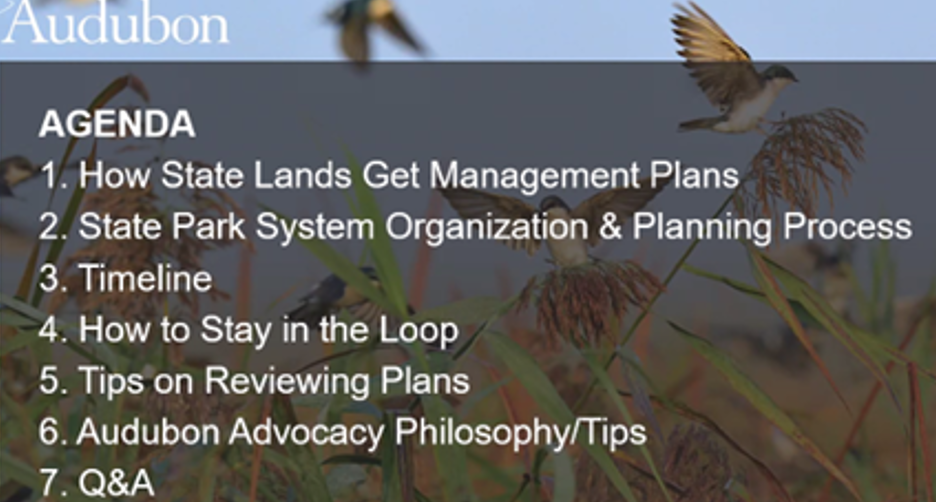 Audubon
AGENDA
1. How State Lands Get Management Plans
2. State Park System Organization & Planning Process
3. Timeline
4. How to Stay in the Loop
5. Tips on Reviewing Plans
6. Audubon Advocacy Philosophy/Tips
7. Q&A